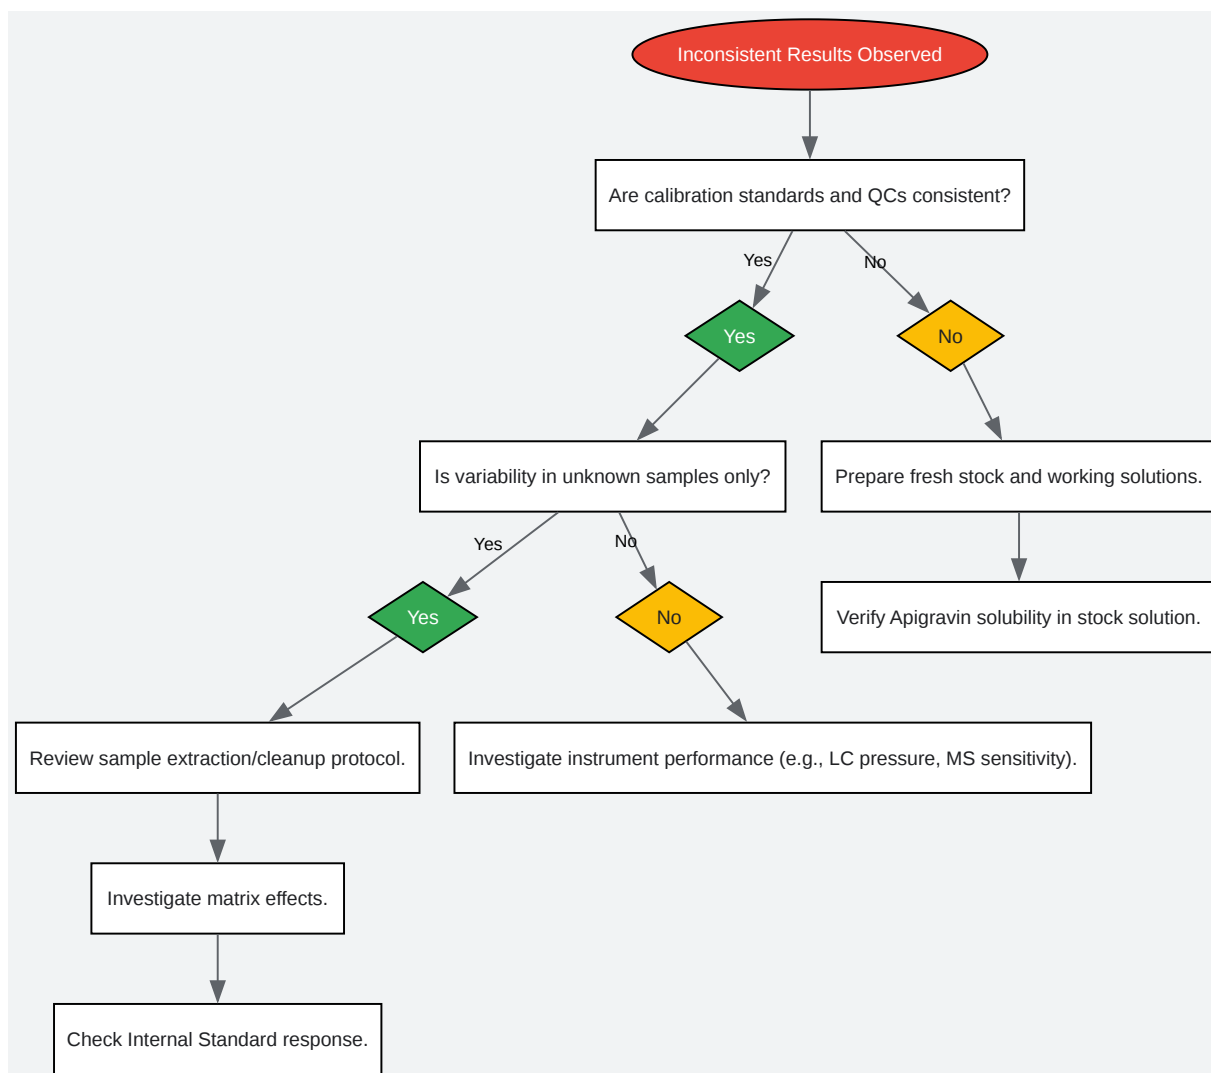 Inconsistent Results Observed
Are calibration standards and QCs consistent?
Yes
No
Yes
No
Is variability in unknown samples only?
Prepare fresh stock and working solutions.
Yes
No
Yes
No
Verify Apigravin solubility in stock solution.
Review sample extraction/cleanup protocol.
Investigate instrument performance (e.g., LC pressure, MS sensitivity).
Investigate matrix effects.
Check Internal Standard response.